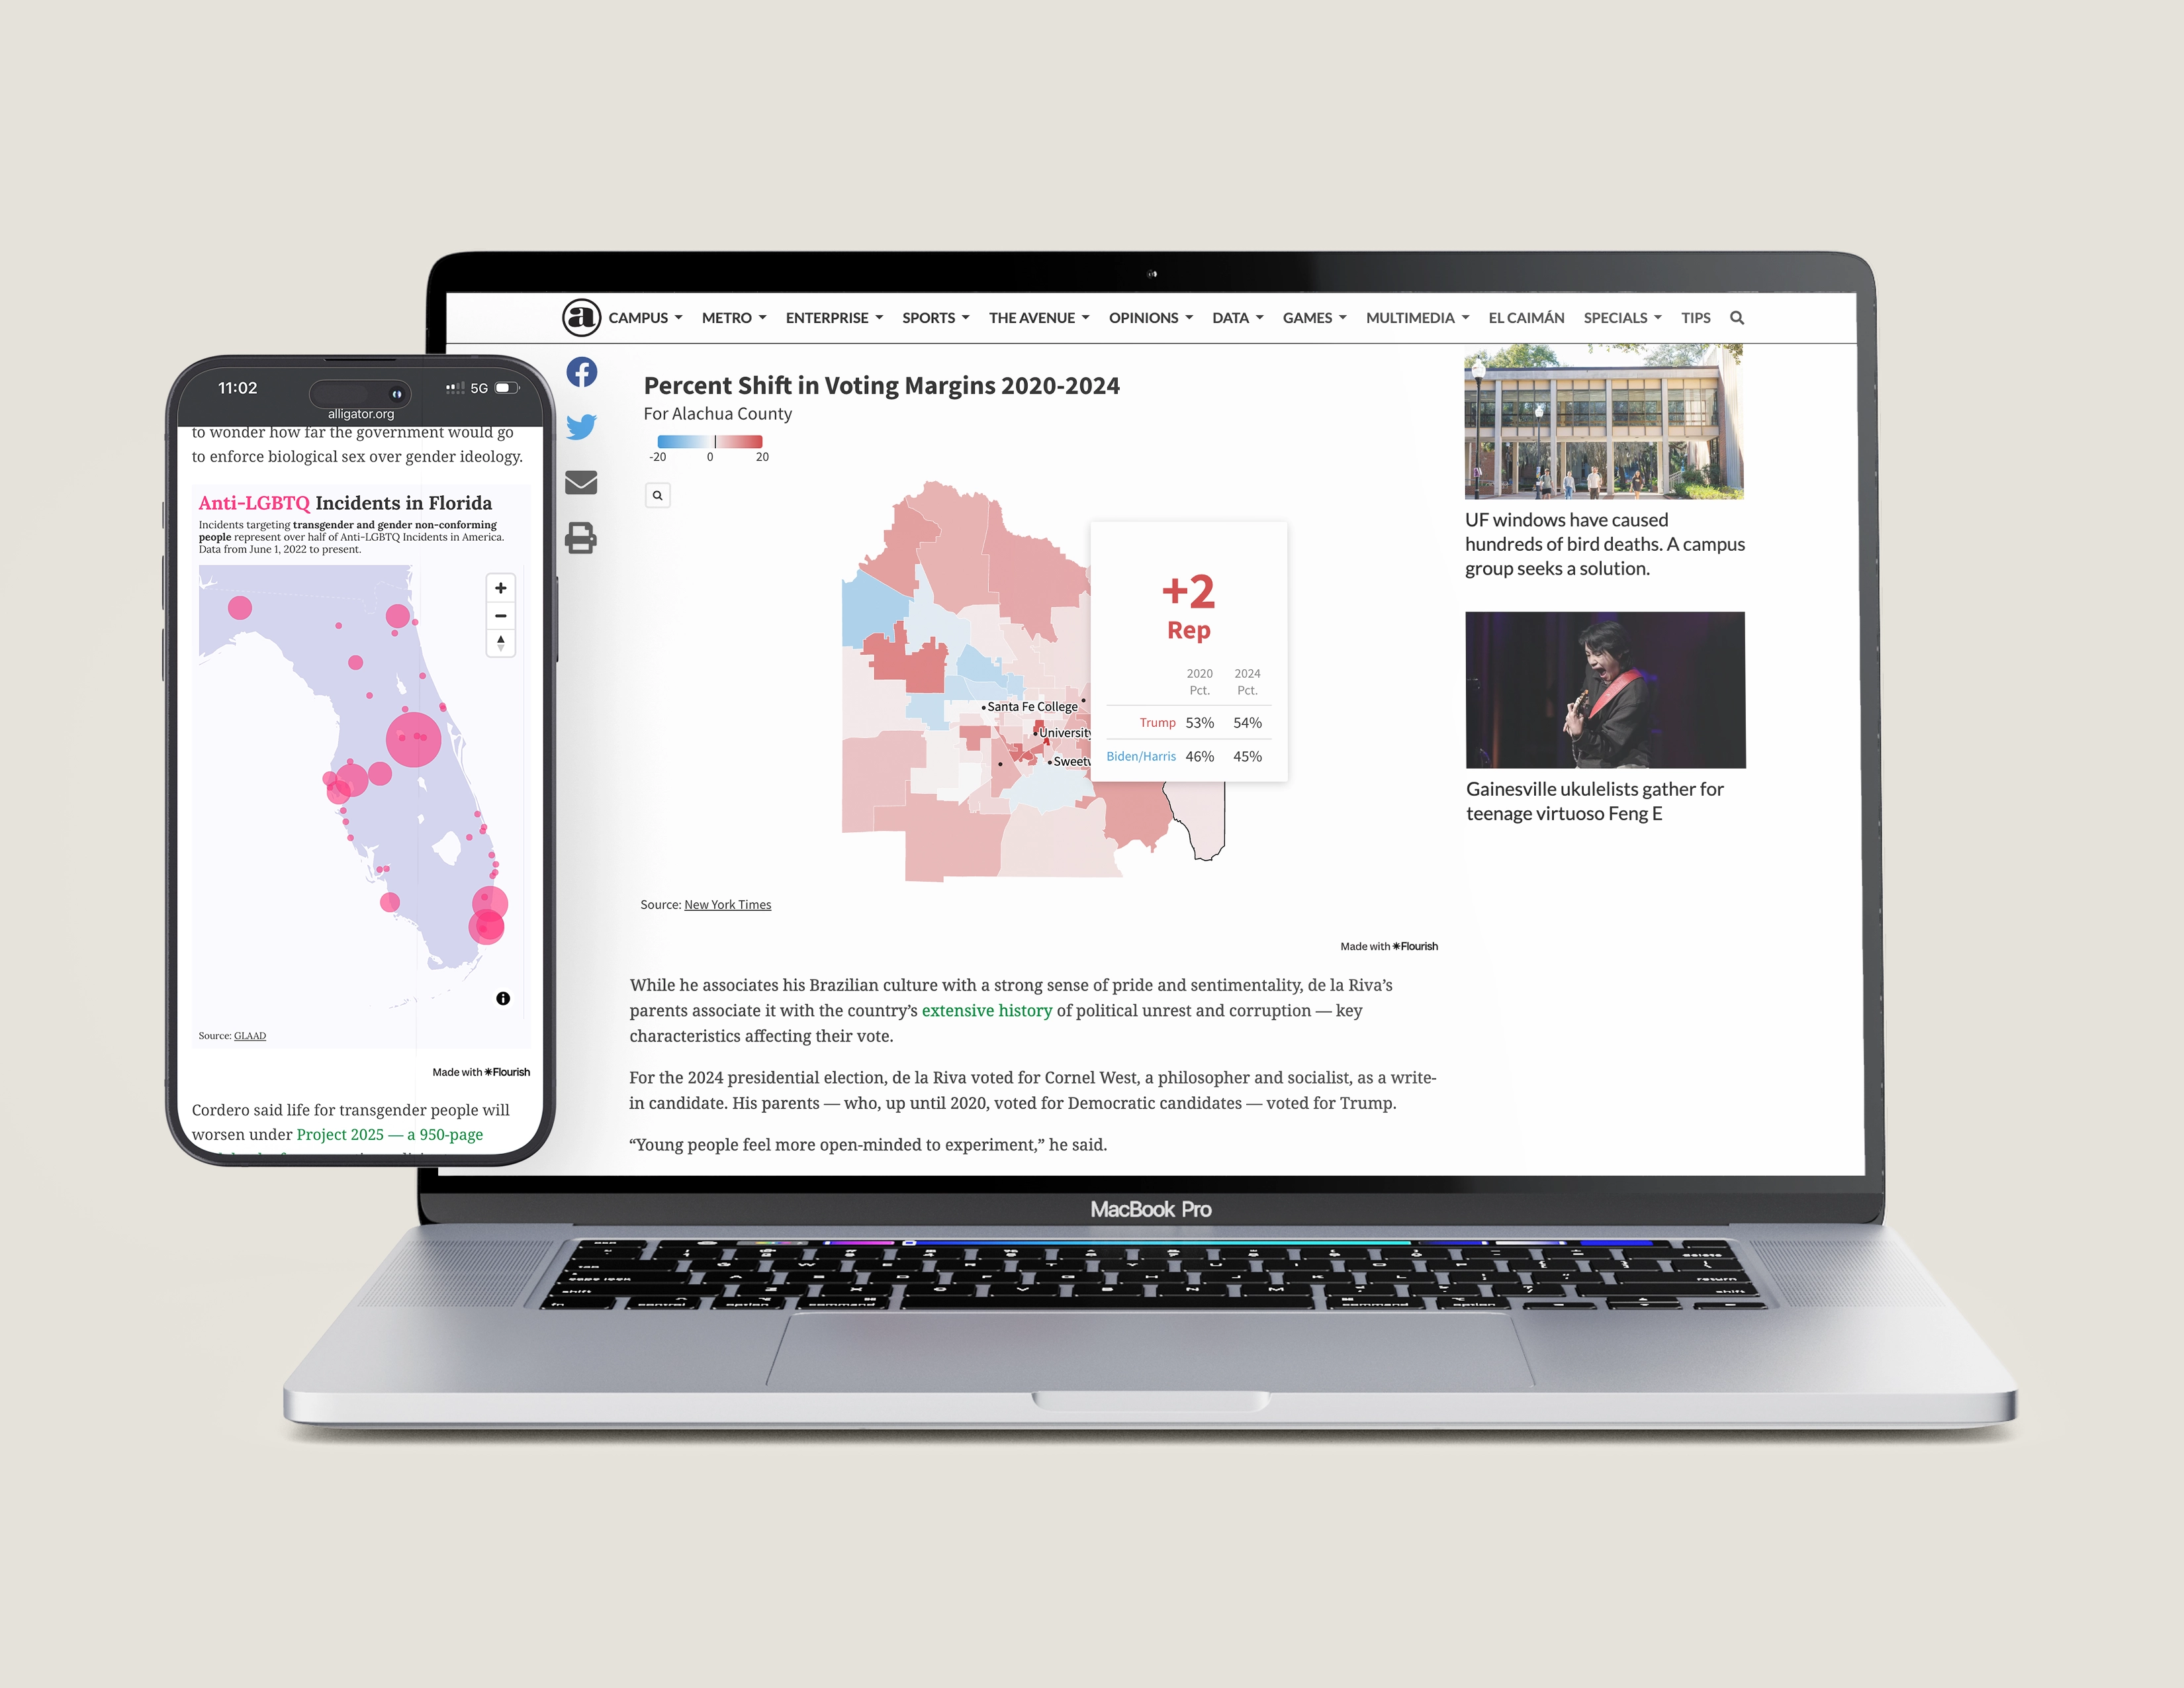 11:02
5G
alligator.org
to wonder how far the government would go
to enforce biological sex over gender ideology.
Anti-LGBTQ Incidents in Florida
Incidents targeting transgender and gender non-conforming
people represent over half of Anti-LGBTQ Incidents in America.
Data from June 1, 2022 to present.
Source: GLAAD
Made with Flourish
Cordero said life for transgender people will
worsen under Project 2025 — a 950-page
a CAMPUS METRO ENTERPRISE SPORTS THE AVENUE OPINIONS DATA GAMES MULTIMEDIA EL CAIMÁN SPECIALS TIPS
Percent Shift in Voting Margins 2020-2024
For Alachua County
-20 0 20
Santa Fe College
University
Sweetw
+2
Rep
2020 2024
Pct. Pct.
Trump 53% 54%
Biden/Harris 46% 45%
Source: New York Times
Made with Flourish
While he associates his Brazilian culture with a strong sense of pride and sentimentality, de la Riva’s
parents associate it with the country’s extensive history of political unrest and corruption — key
characteristics affecting their vote.
For the 2024 presidential election, de la Riva voted for Cornel West, a philosopher and socialist, as a write-
in candidate. His parents — who, up until 2020, voted for Democratic candidates — voted for Trump.
“Young people feel more open-minded to experiment,” he said.
UF windows have caused
hundreds of bird deaths. A campus
group seeks a solution.
Gainesville ukulelists gather for
teenage virtuoso Feng E
MacBook Pro
delete
return
shift shift
fn control option command command option